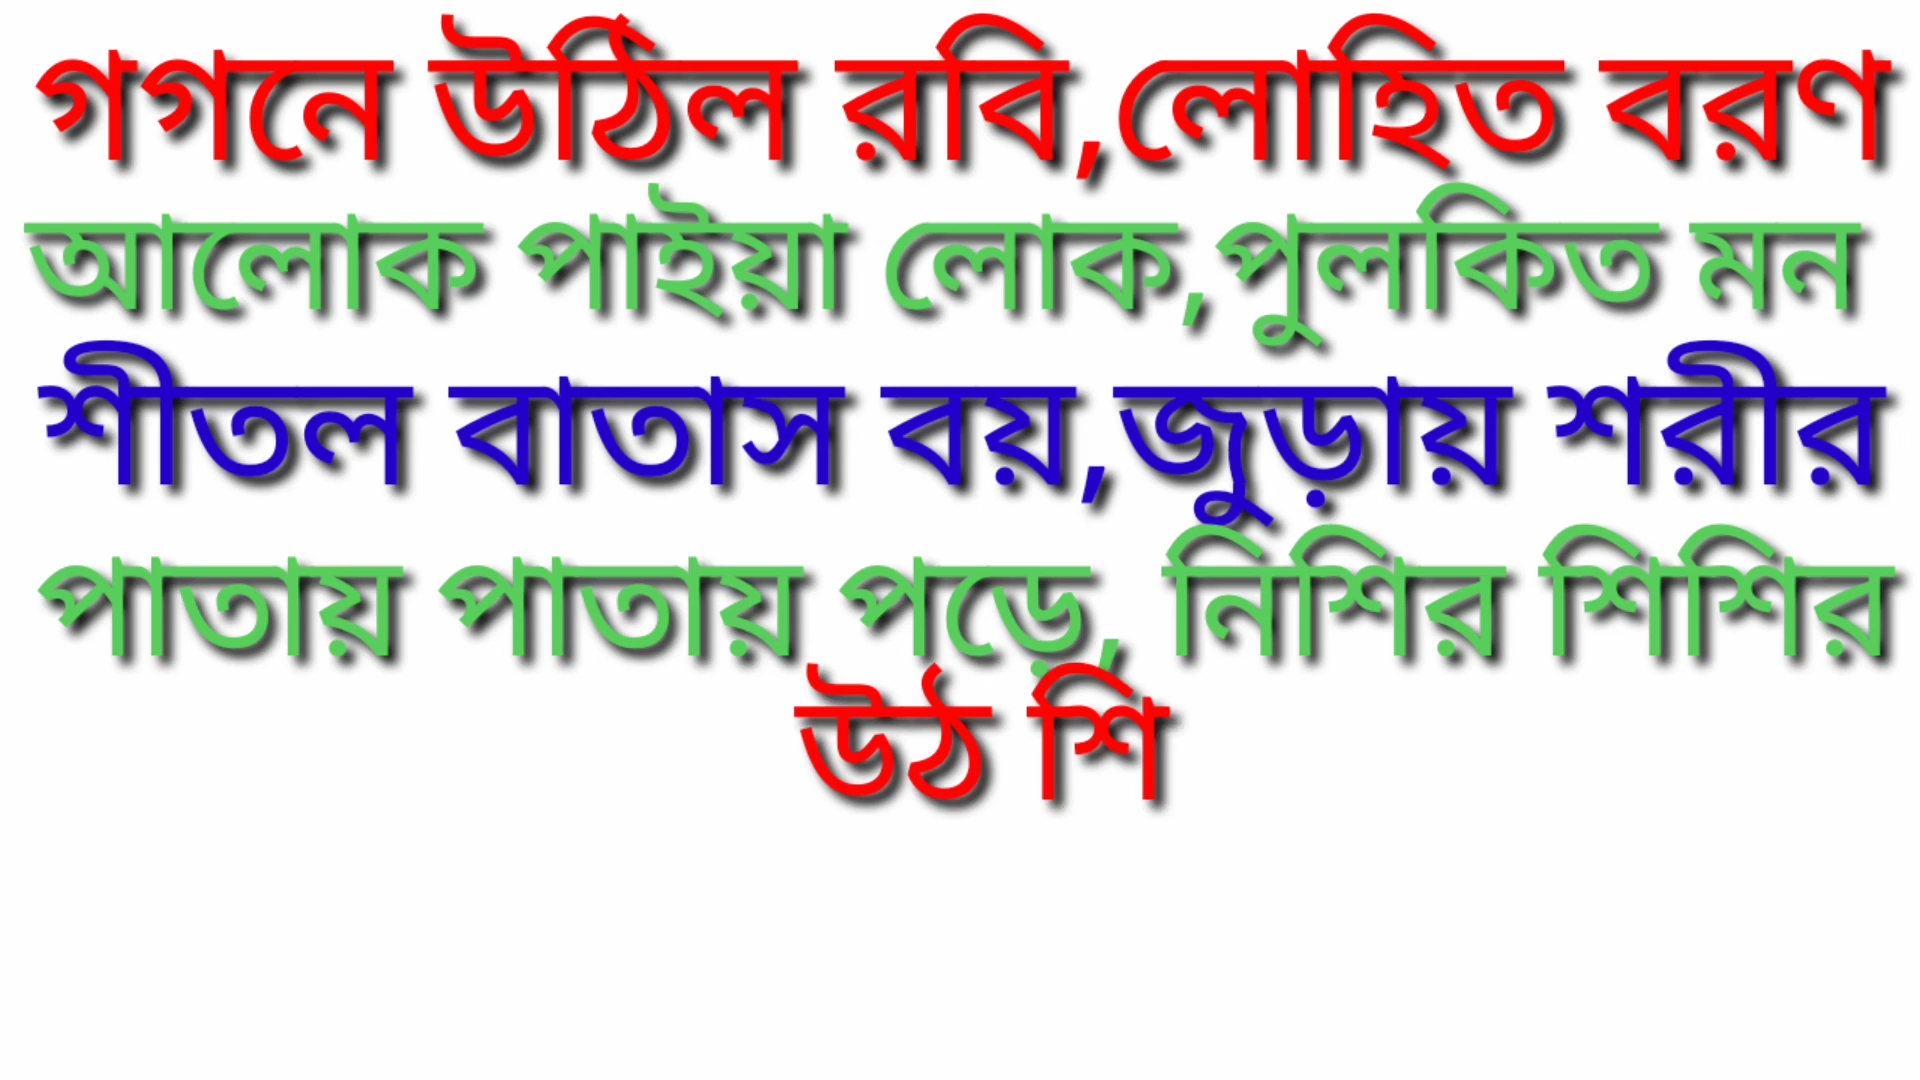 গগনে উঠিল রবি,লোহিত বরণ
আলোক পাইয়া লোক,পুলকিত মন
শীতল বাতাস বয়,জুড়ায় শরীর
পাতায় পাতায় পড়ে, নিশির শিশির
উঠ শি